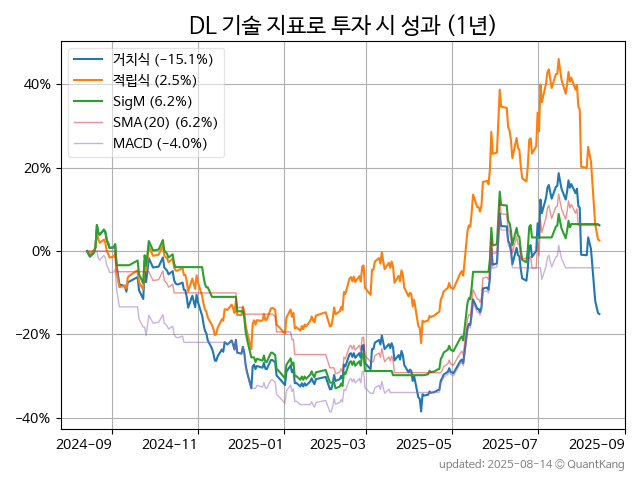 DL 기술 지표로 투자 시 성과 (1년)
거치식 (−15.1%)
적립식 (2.5%)
SigM (6.2%)
SMA(20) (6.2%)
MACD (−4.0%)
40%
20%
0%
−20%
−40%
2024-09 2024-11 2025-01 2025-03 2025-05 2025-07 2025-09
updated: 2025-08-14 © QuantKang